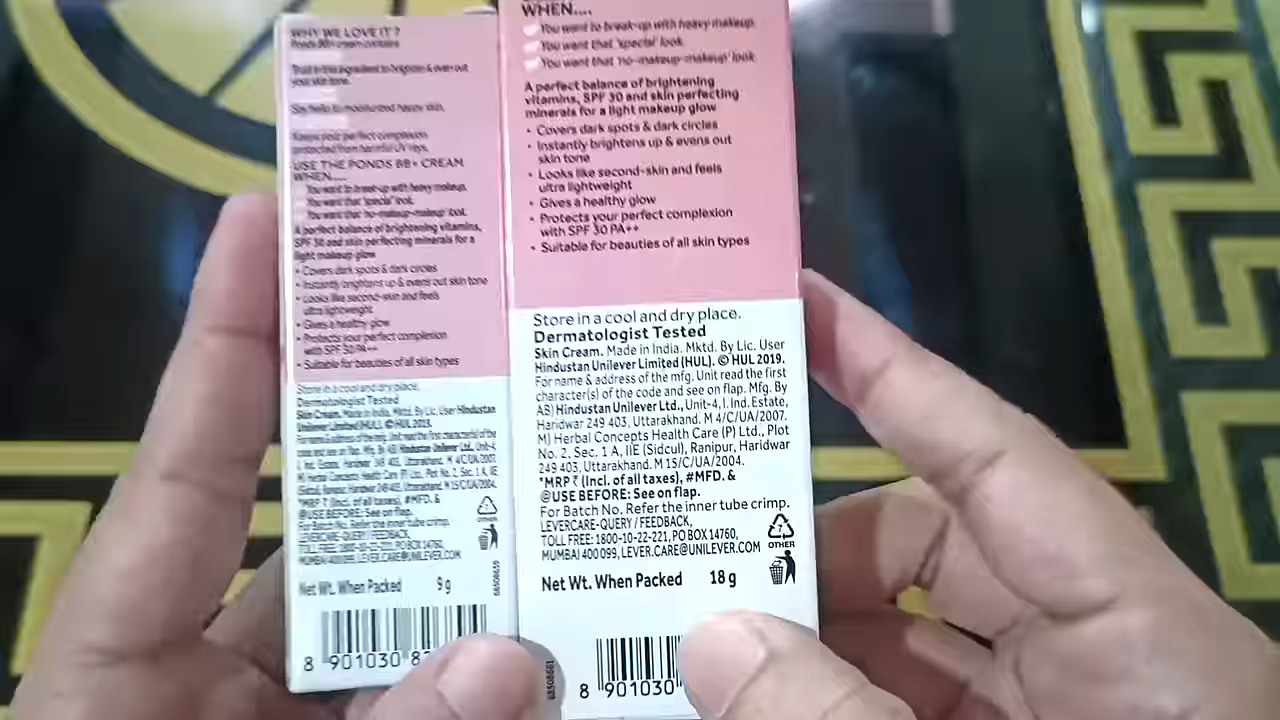 WHY WE LOVE IT ?
Ponds BB+ cream contains
Trust in this ingredient to brighten & even out
your skin tone.
Say hello to moisturized happy skin.
Keeps your perfect complexion
protected from harmful UV rays.
USE THE PONDS BB+ CREAM
WHEN....
You want to break-up with heavy makeup.
You want that 'special' look.
You want that 'no-makeup-makeup' look.
A perfect balance of brightening vitamins,
SPF 30 and skin perfecting minerals for a
light makeup glow
• Covers dark spots & dark circles
• Instantly brightens up & evens out skin tone
• Looks like second-skin and feels
ultra lightweight
• Gives a healthy glow
• Protects your perfect complexion
with SPF 30 PA++
• Suitable for beauties of all skin types
Store in a cool and dry place.
Dermatologist Tested
Skin Cream. Made in India. Mktd. By Lic. User Hindustan
Unilever Limited (HUL). © HUL 2019.
For name & address of the mfg. Unit read the first character(s) of the
code and see on flap. Mfg. By AB) Hindustan Unilever Ltd., Unit-4,
I. Ind. Estate, Haridwar 249 403, Uttarakhand. M 4/C/UA/2007.
M) Herbal Concepts Health Care (P) Ltd., Plot No. 2, Sec. 1 A, IIE
(Sidcul), Ranipur, Haridwar 249 403, Uttarakhand. M 15/C/UA/2004.
*MRP ₹ (Incl. of all taxes), #MFD. &
@USE BEFORE: See on flap.
For Batch No. Refer the inner tube crimp.
LEVERCARE-QUERY / FEEDBACK,
TOLL FREE: 1800-10-22-221, PO BOX 14760,
MUMBAI 400 099, LEVER.CARE@UNILEVER.COM
OTHER
Net Wt. When Packed 9 g
68508659
8 901030 8
WHEN....
You want to break-up with heavy makeup.
You want that 'special' look.
You want that 'no-makeup-makeup' look.
A perfect balance of brightening
vitamins, SPF 30 and skin perfecting
minerals for a light makeup glow
• Covers dark spots & dark circles
• Instantly brightens up & evens out
skin tone
• Looks like second-skin and feels
ultra lightweight
• Gives a healthy glow
• Protects your perfect complexion
with SPF 30 PA++
• Suitable for beauties of all skin types
Store in a cool and dry place.
Dermatologist Tested
Skin Cream. Made in India. Mktd. By Lic. User
Hindustan Unilever Limited (HUL). © HUL 2019.
For name & address of the mfg. Unit read the first
character(s) of the code and see on flap. Mfg. By
AB) Hindustan Unilever Ltd., Unit-4, I. Ind. Estate,
Haridwar 249 403, Uttarakhand. M 4/C/UA/2007.
M) Herbal Concepts Health Care (P) Ltd., Plot
No. 2, Sec. 1 A, IIE (Sidcul), Ranipur, Haridwar
249 403, Uttarakhand. M 15/C/UA/2004.
*MRP ₹ (Incl. of all taxes), #MFD. &
@USE BEFORE: See on flap.
For Batch No. Refer the inner tube crimp.
LEVERCARE-QUERY / FEEDBACK,
TOLL FREE: 1800-10-22-221, PO BOX 14760,
MUMBAI 400 099, LEVER.CARE@UNILEVER.COM
OTHER
Net Wt. When Packed 18 g
68508661
8 901030